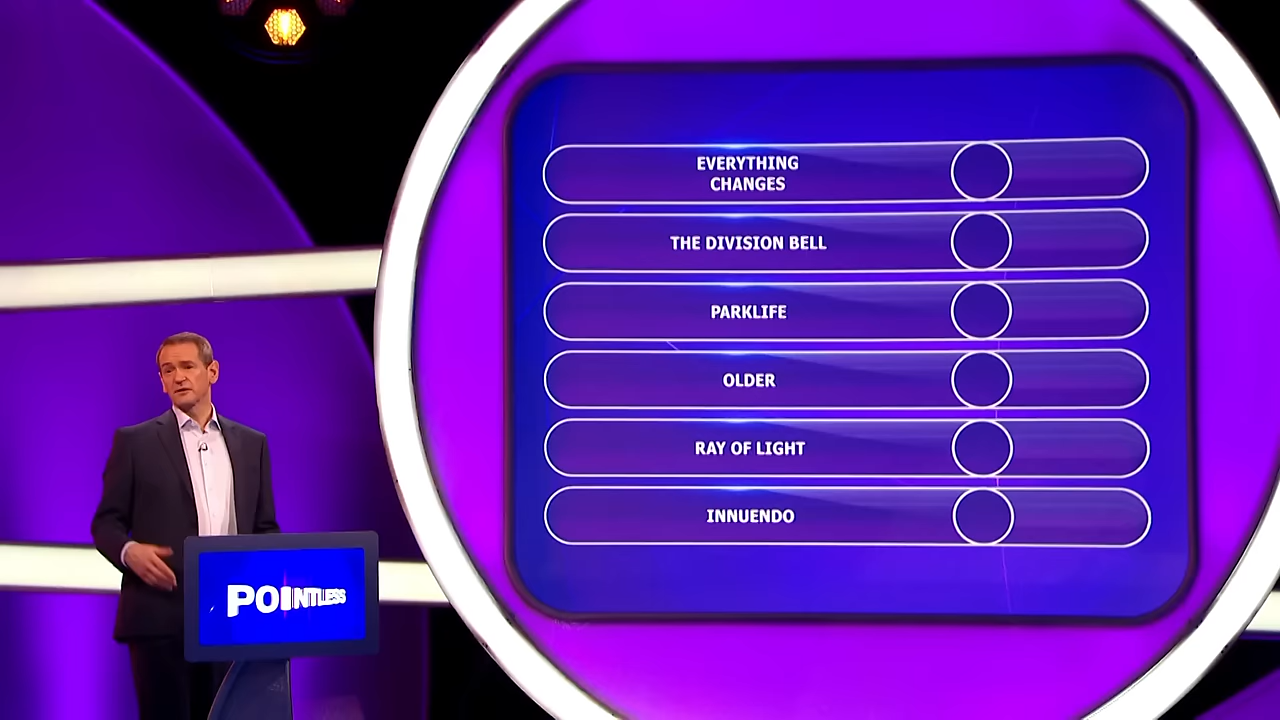 EVERYTHING
CHANGES
THE DIVISION BELL
PARKLIFE
OLDER
RAY OF LIGHT
INNUENDO
POINTLESS